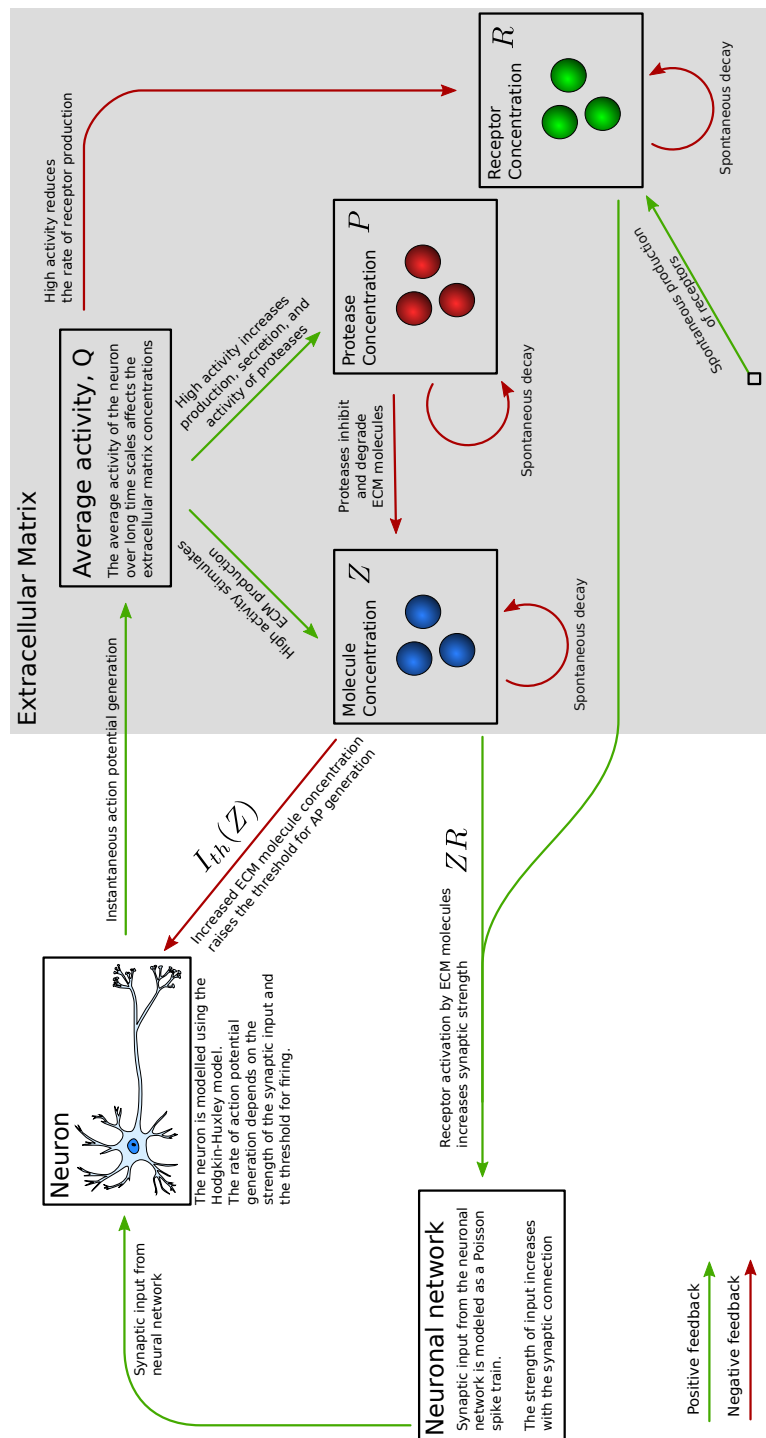 Extracellular Matrix
Neuron
The neuron is modelled using the
Hodgkin-Huxley model.
The rate of action potential
generation depends on the
strength of the synaptic input and
the threshold for firing.
Instantaneous action potential generation
Average activity, Q
The average activity of the neuron
over long time scales affects the
extracellular matrix concentrations
High activity reduces
the rate of receptor production
Synaptic input from
neural network
I_th(Z)
Increased ECM molecule concentration
raises the threshold for AP generation
High activity stimulates
ECM production
High activity increases
production, secretion, and
activity of proteases
Molecule
Concentration
Z
Spontaneous decay
Proteases inhibit
and degrade
ECM molecules
Protease
Concentration
P
Spontaneous decay
Receptor
Concentration
R
Spontaneous decay
Spontaneous production
of receptors
Neuronal network
Synaptic input from the neuronal
network is modeled as a Poisson
spike train.
The strength of input increases
with the synaptic connection
Receptor activation by ECM molecules
increases synaptic strength
ZR
Positive feedback
Negative feedback